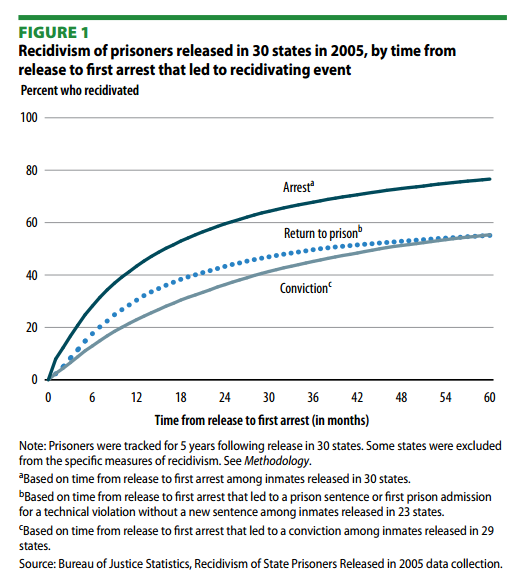 FIGURE 1
Recidivism of prisoners released in 30 states in 2005, by time from
release to first arrest that led to recidivating event
Percent who recidivated
100
80
Arrestᵃ
60
Return to prisonᵇ
40
Convictionᶜ
20
0
0 6 12 18 24 30 36 42 48 54 60
Time from release to first arrest (in months)
Note: Prisoners were tracked for 5 years following release in 30 states. Some states were excluded
from the specific measures of recidivism. See Methodology.
ᵃBased on time from release to first arrest among inmates released in 30 states.
ᵇBased on time from release to first arrest that led to a prison sentence or first prison admission
for a technical violation without a new sentence among inmates released in 23 states.
ᶜBased on time from release to first arrest that led to a conviction among inmates released in 29
states.
Source: Bureau of Justice Statistics, Recidivism of State Prisoners Released in 2005 data collection.